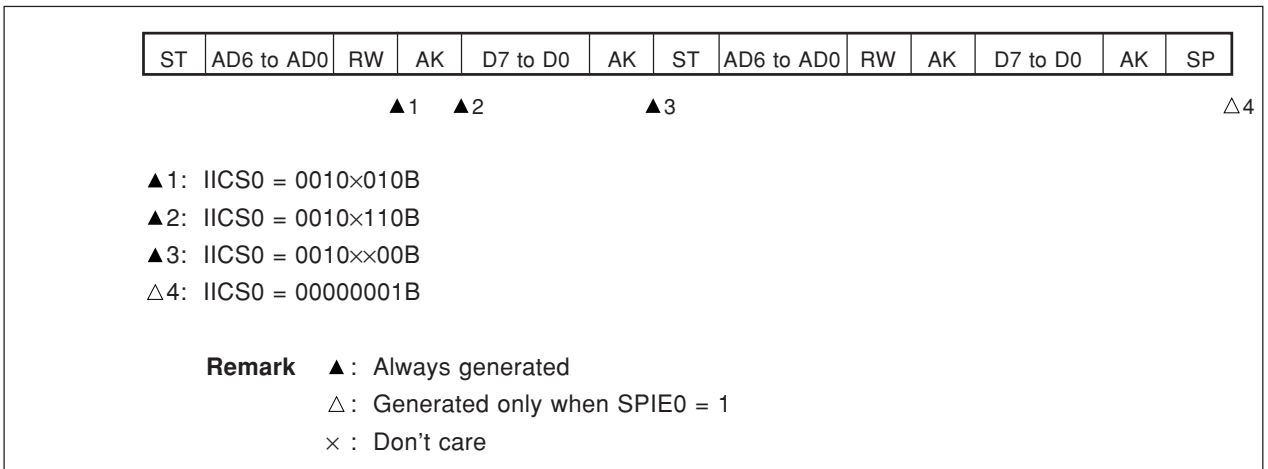 ST AD6 to AD0 RW AK D7 to D0 AK ST AD6 to AD0 RW AK D7 to D0 AK SP
▲1 ▲2 ▲3 △4
▲1: IICS0 = 0010×010B
▲2: IICS0 = 0010×110B
▲3: IICS0 = 0010××00B
△4: IICS0 = 00000001B
Remark ▲: Always generated
△: Generated only when SPIE0 = 1
× : Don't care